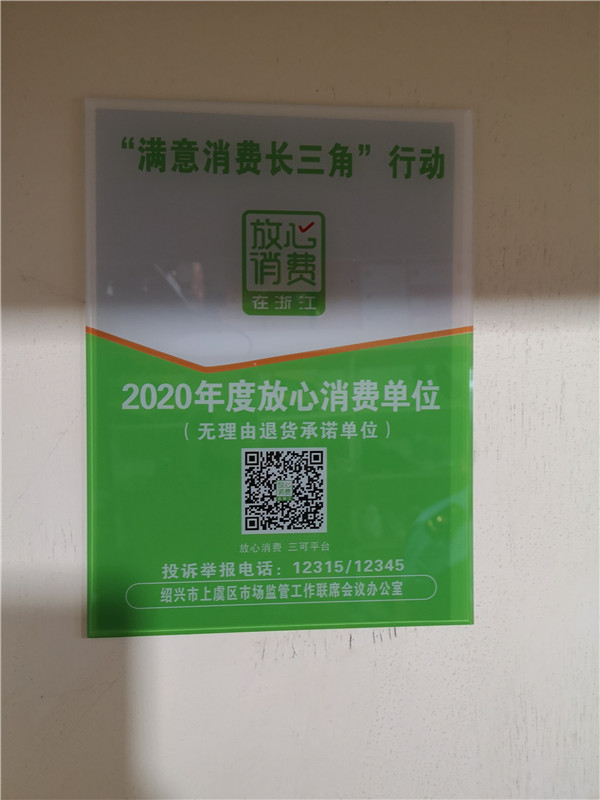 “满意消费长三角”行动
放心
消费
在浙江
2020年度放心消费单位
（无理由退货承诺单位）
放心消费 三可平台
投诉举报电话：12315/12345
绍兴市上虞区市场监管工作联席会议办公室